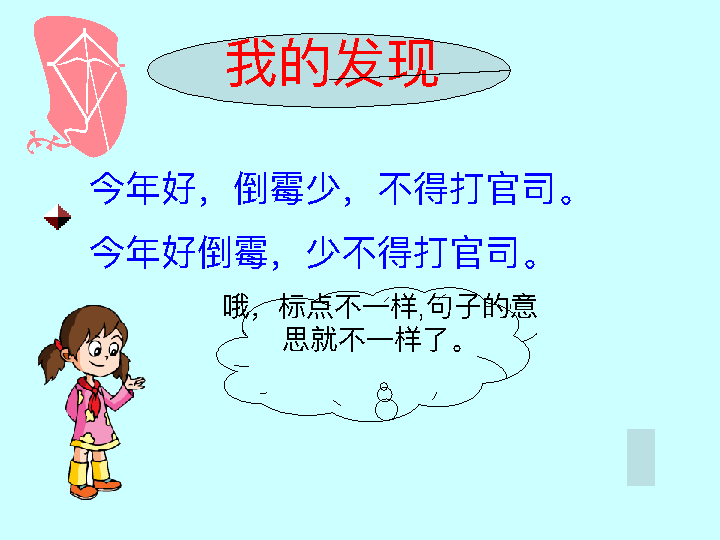 我的发现
今年好，倒霉少，不得打官司。
今年好倒霉，少不得打官司。
哦，标点不一样,句子的意
思就不一样了。